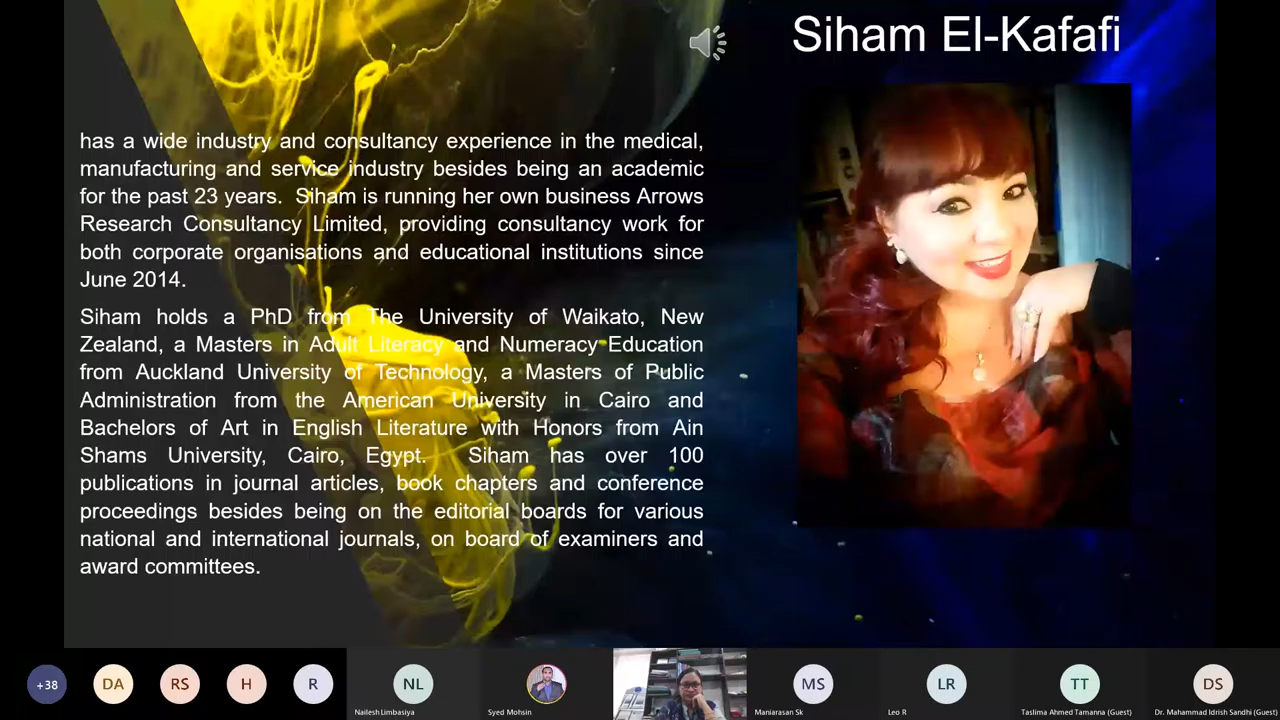 Siham El-Kafafi
has a wide industry and consultancy experience in the medical,
manufacturing and service industry besides being an academic
for the past 23 years. Siham is running her own business Arrows
Research Consultancy Limited, providing consultancy work for
both corporate organisations and educational institutions since
June 2014.
Siham holds a PhD from The University of Waikato, New
Zealand, a Masters in Adult Literacy and Numeracy Education
from Auckland University of Technology, a Masters of Public
Administration from the American University in Cairo and
Bachelors of Art in English Literature with Honors from Ain
Shams University, Cairo, Egypt. Siham has over 100
publications in journal articles, book chapters and conference
proceedings besides being on the editorial boards for various
national and international journals, on board of examiners and
award committees.
+38 DA RS H R NL MS LR TT DS
Nailesh Limbasiya Syed Mohsin Maniarasan Sk Leo R Taslima Ahmed Tamanna (Guest) Dr. Mahammad Idrish Sandhi (Guest)